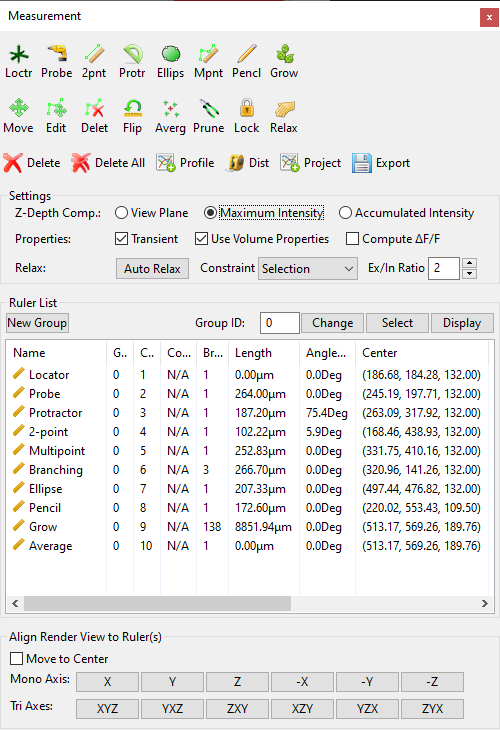 Measurement
x
Loctr Probe 2pnt Protr Ellips Mpnt Pencl Grow
Move Edit Delet Flip Averg Prune Lock Relax
Delete Delete All Profile Dist Project Export
Settings
Z-Depth Comp.: View Plane Maximum Intensity Accumulated Intensity
Properties: Transient Use Volume Properties Compute ΔF/F
Relax: Auto Relax Constraint Selection Ex/In Ratio 2
Ruler List
New Group Group ID: 0 Change Select Display
Name G.. C.. Co... Br... Length Angle... Center
Locator 0 1 N/A 1 0.00µm 0.0Deg (186.68, 184.28, 132.00)
Probe 0 2 N/A 1 264.00µm 0.0Deg (245.19, 197.71, 132.00)
Protractor 0 3 N/A 1 187.20µm 75.4Deg (263.09, 317.92, 132.00)
2-point 0 4 N/A 1 102.22µm 5.9Deg (168.46, 438.93, 132.00)
Multipoint 0 5 N/A 1 252.83µm 0.0Deg (331.75, 410.16, 132.00)
Branching 0 6 N/A 3 266.70µm 0.0Deg (320.96, 141.26, 132.00)
Ellipse 0 7 N/A 1 207.33µm 0.0Deg (497.44, 476.82, 132.00)
Pencil 0 8 N/A 1 172.60µm 0.0Deg (220.02, 553.43, 109.50)
Grow 0 9 N/A 138 8851.94µm 0.0Deg (513.17, 569.26, 189.76)
Average 0 10 N/A 1 0.00µm 0.0Deg (513.17, 569.26, 189.76)
Align Render View to Ruler(s)
Move to Center
Mono Axis: X Y Z -X -Y -Z
Tri Axes: XYZ YXZ ZXY XZY YZX ZYX